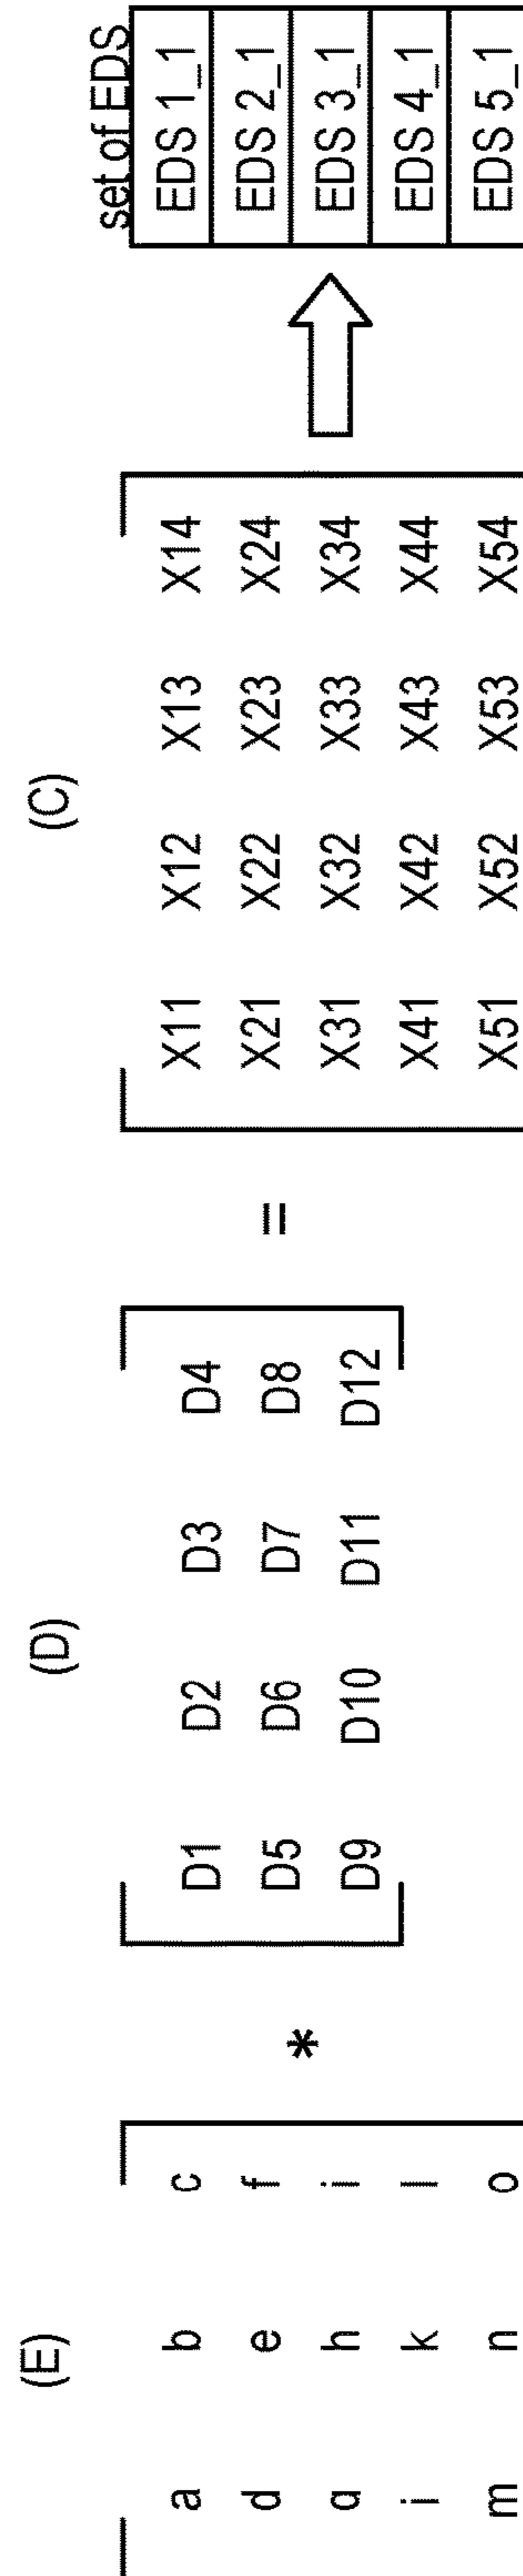 (E) (D) (C) set of EDS
a b c
d e f
h i
k l
m n o
*
D1 D2 D3 D4
D5 D6 D7 D8
D9 D10 D11 D12
=
X11 X12 X13 X14
X21 X22 X23 X24
X31 X32 X33 X34
X41 X42 X43 X44
X51 X52 X53 X54
EDS 1_1
EDS 2_1
EDS 3_1
EDS 4_1
EDS 5_1